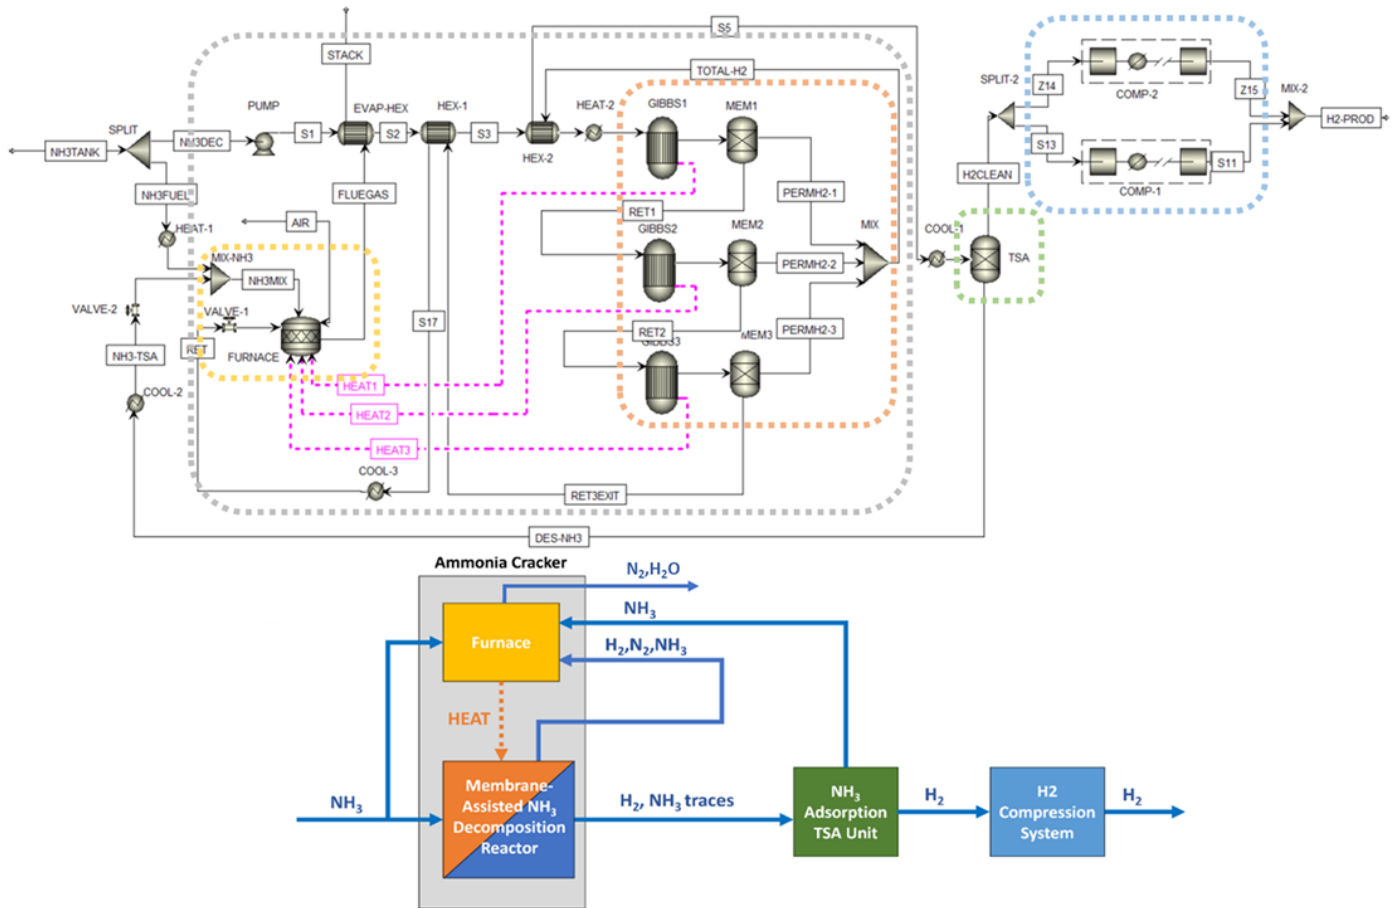 S5
STACK
TOTAL-H2
SPLIT-2
Z14
COMP-2
Z15
MIX-2
H2-PROD
PUMP
EVAP-HEX
HEX-1
HEAT-2
GIBBS1
MEM1
SPLIT
NH3DEC
S1
S2
S3
HEX-2
NH3TANK
S13
S11
COMP-1
H2CLEAN
NH3FUEL
FLUEGAS
PERMH2-1
AIR
RET1
HEAT-1
GIBBS2
MEM2
MIX
COOL-1
TSA
MIX-NH3
NH3MIX
PERMH2-2
VALVE-2
VALVE-1
S17
RET2
MEM3
PERMH2-3
RET
FURNACE
GIBBS3
NH3-TSA
HEAT1
COOL-2
HEAT2
HEAT3
COOL-3
RET3EXIT
DES-NH3
Ammonia Cracker
N₂,H₂O
NH₃
Furnace
H₂,N₂,NH₃
HEAT
NH₃
Membrane-
Assisted NH₃
Decomposition
Reactor
H₂, NH₃ traces
NH₃
Adsorption
TSA Unit
H₂
H2
Compression
System
H₂